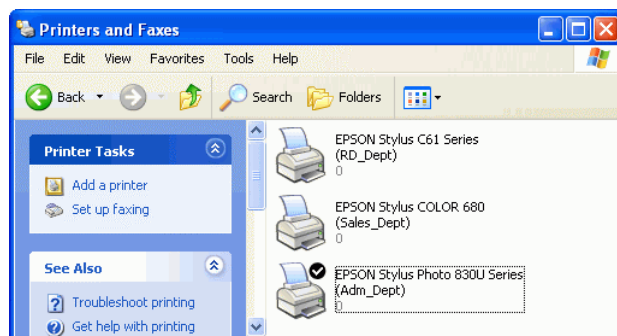 Printers and Faxes
File Edit View Favorites Tools Help
Back Search Folders
Printer Tasks
Add a printer
Set up faxing
See Also
Troubleshoot printing
Get help with printing
EPSON Stylus C61 Series
(RD_Dept)
0
EPSON Stylus COLOR 680
(Sales_Dept)
0
EPSON Stylus Photo 830U Series
(Adm_Dept)
0